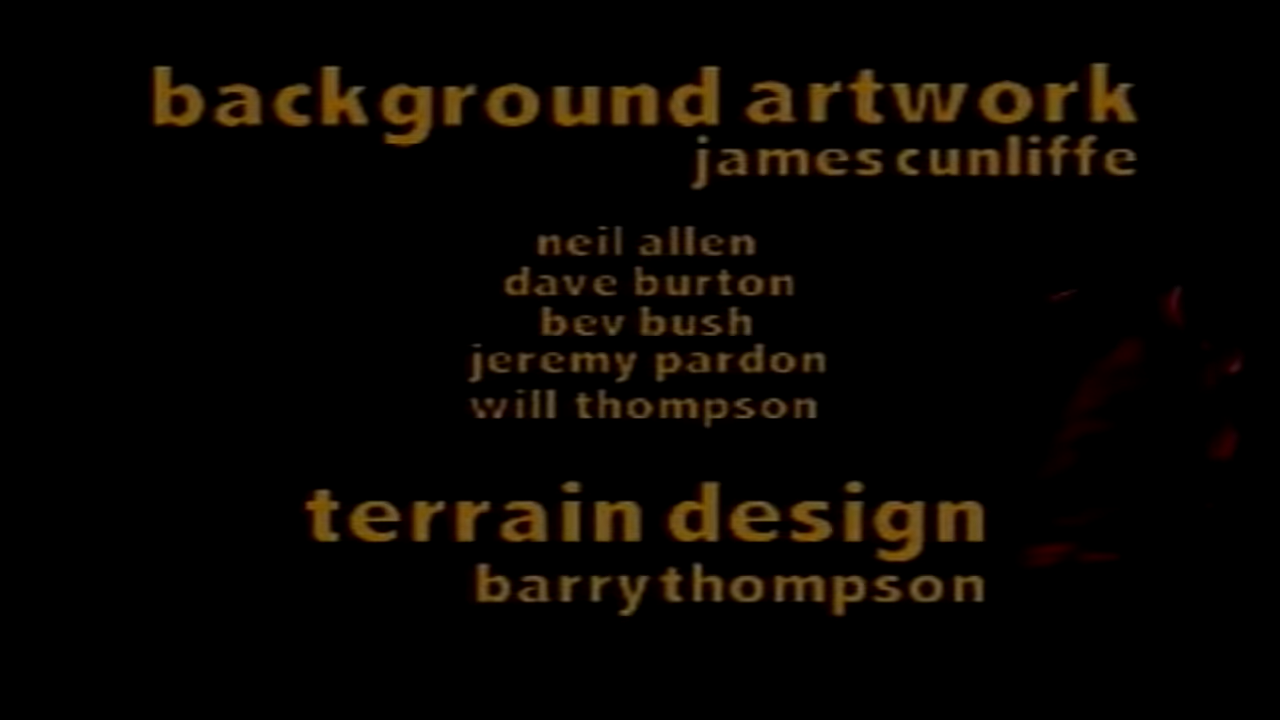 background artwork
james cunliffe
neil allen
dave burton
bev bush
jeremy pardon
will thompson
terrain design
barry thompson